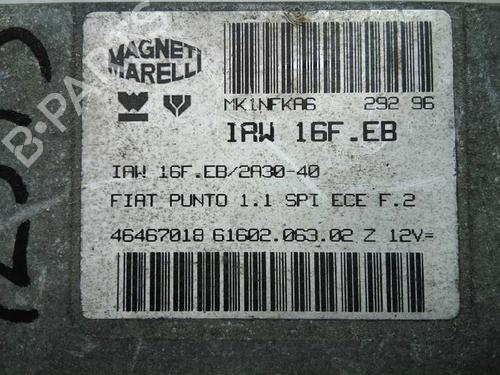 MAGNETI
MARELLI
MK1NFKA6 292 96
IAW 16F.EB
IAW 16F.EB/2A30-40
FIAT PUNTO 1.1 SPI ECE F.2
46467018 61602.063.02 Z 12V=